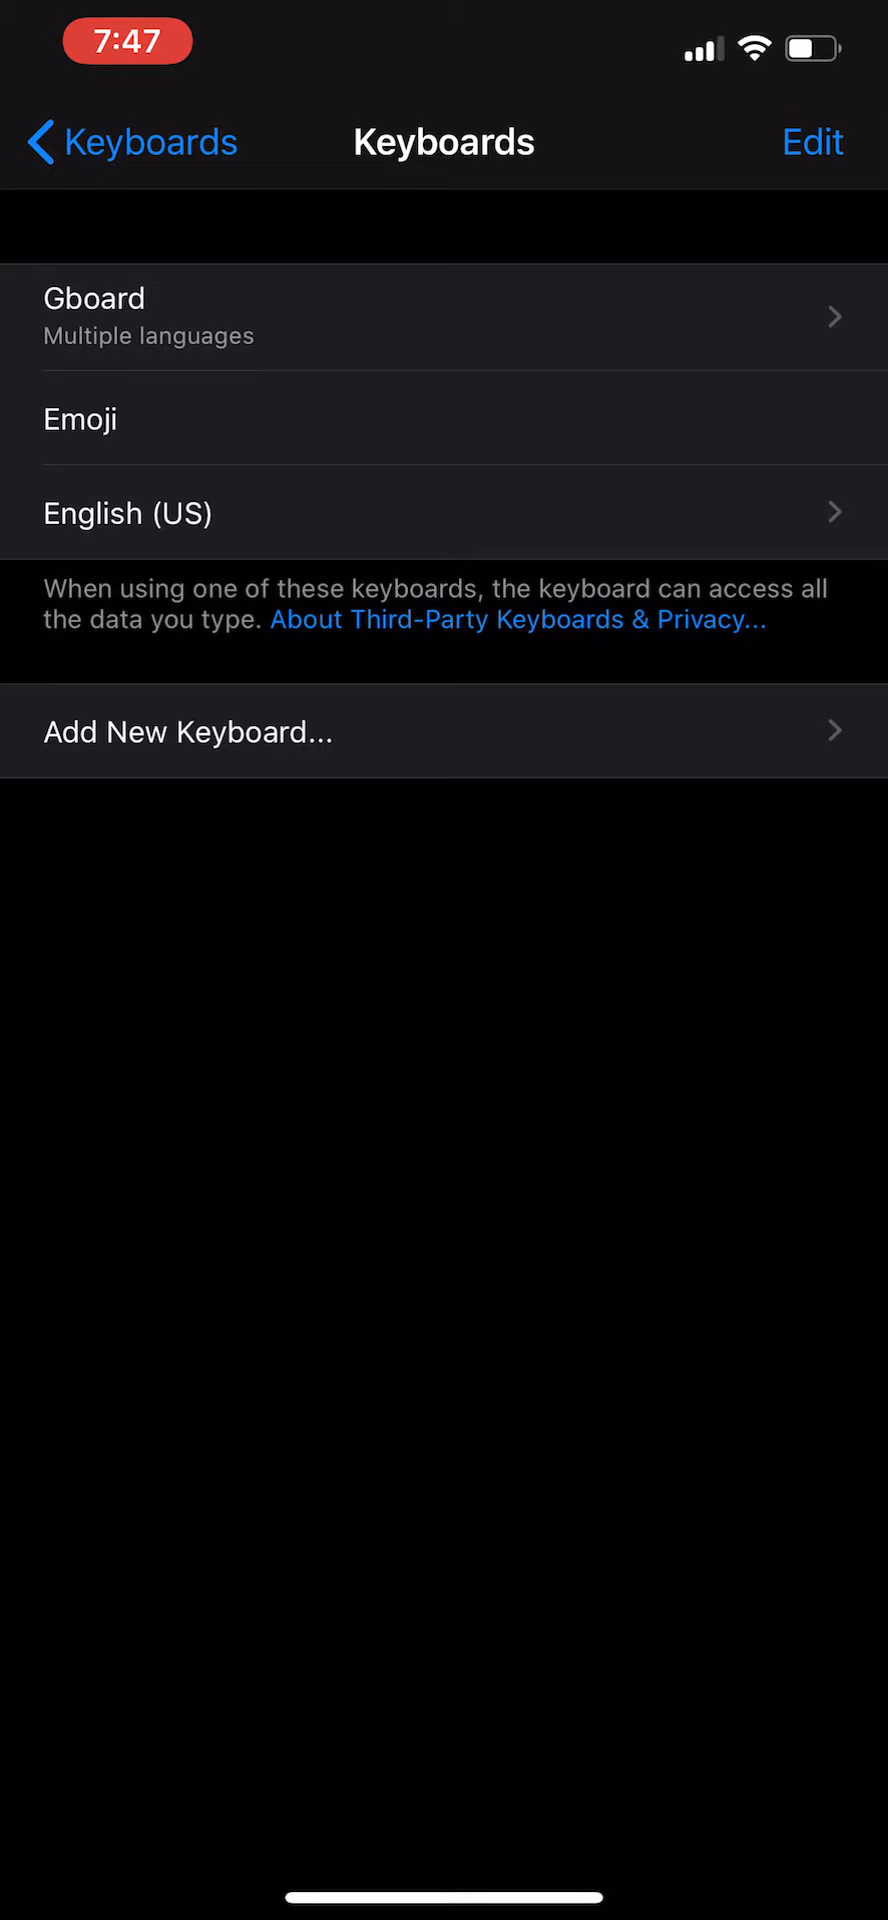 7:47
Keyboards
Keyboards
Edit
Gboard
Multiple languages
Emoji
English (US)
When using one of these keyboards, the keyboard can access all
the data you type. About Third-Party Keyboards & Privacy...
Add New Keyboard...